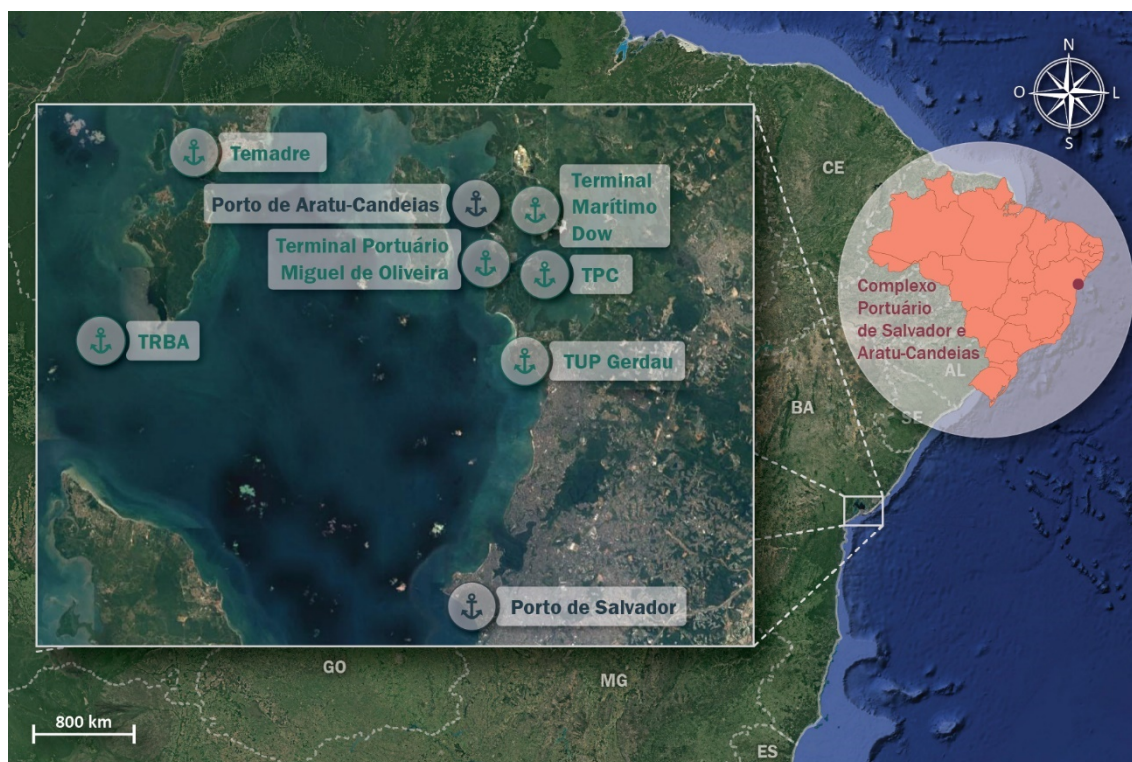 N
O
L
S
CE
Temadre
Porto de Aratu-Candeias
Terminal
Marítimo
Dow
Terminal Portuário
Miguel de Oliveira
TPC
TRBA
TUP Gerdau
Complexo
Portuário
de Salvador e
Aratu-Candeias
AL
BA
SE
Porto de Salvador
GO
MG
ES
800 km